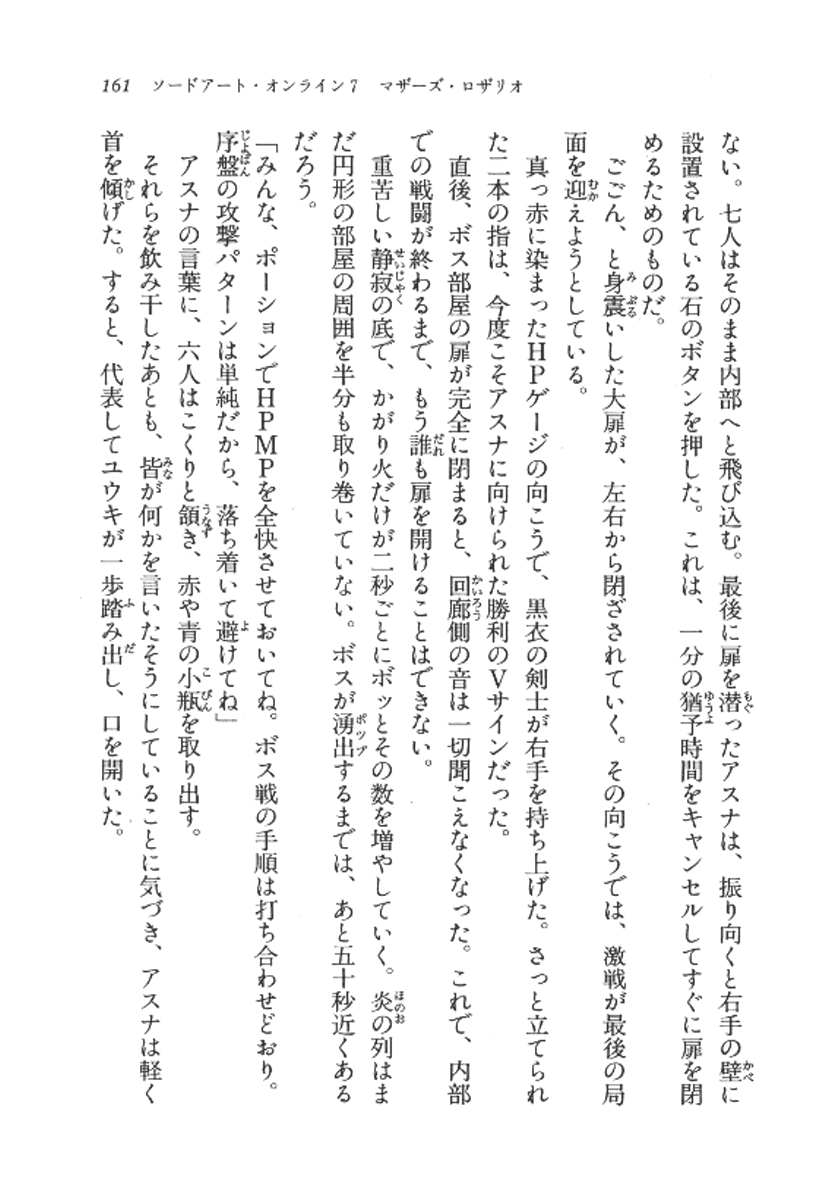 161 ソードアート・オンライン7 マザーズ・ロザリオ
ない。七人はそのまま内部へと飛び込む。最後に扉を潜ったアスナは、振り向くと右手の壁に
設置されている石のボタンを押した。これは、一分の猶予時間をキャンセルしてすぐに扉を閉
めるためのものだ。
ごごん、と身震いした大扉が、左右から閉ざされていく。その向こうでは、激戦が最後の局
面を迎えようとしている。
真っ赤に染まったHPゲージの向こうで、黒衣の剣士が右手を持ち上げた。さっと立てられ
た二本の指は、今度こそアスナに向けられた勝利のVサインだった。
直後、ボス部屋の扉が完全に閉まると、回廊側の音は一切聞こえなくなった。これで、内部
での戦闘が終わるまで、もう誰も扉を開けることはできない。
重苦しい静寂の底で、かがり火だけが二秒ごとにボッとその数を増やしていく。炎の列はま
だ円形の部屋の周囲を半分も取り巻いていない。ボスが湧出するまでは、あと五十秒近くある
だろう。
「みんな、ポーションでHPMPを全快させておいてね。ボス戦の手順は打ち合わせどおり。
序盤の攻撃パターンは単純だから、落ち着いて避けてね」
アスナの言葉に、六人はこくりと頷き、赤や青の小瓶を取り出す。
それらを飲み干したあとも、皆が何かを言いたそうにしていることに気づき、アスナは軽く
首を傾げた。すると、代表してユウキが一歩踏み出し、口を開いた。